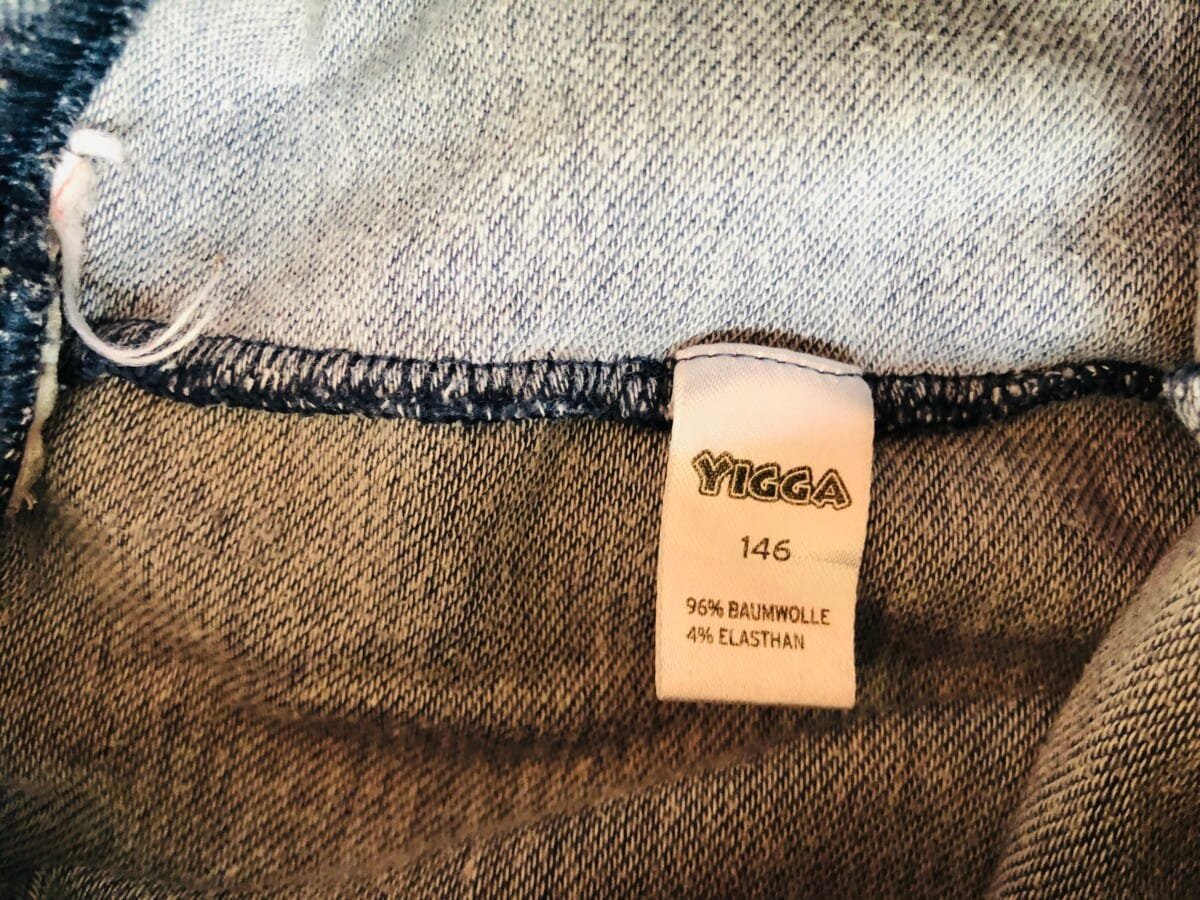 YIGGA
146
96% BAUMWOLLE
4% ELASTHAN